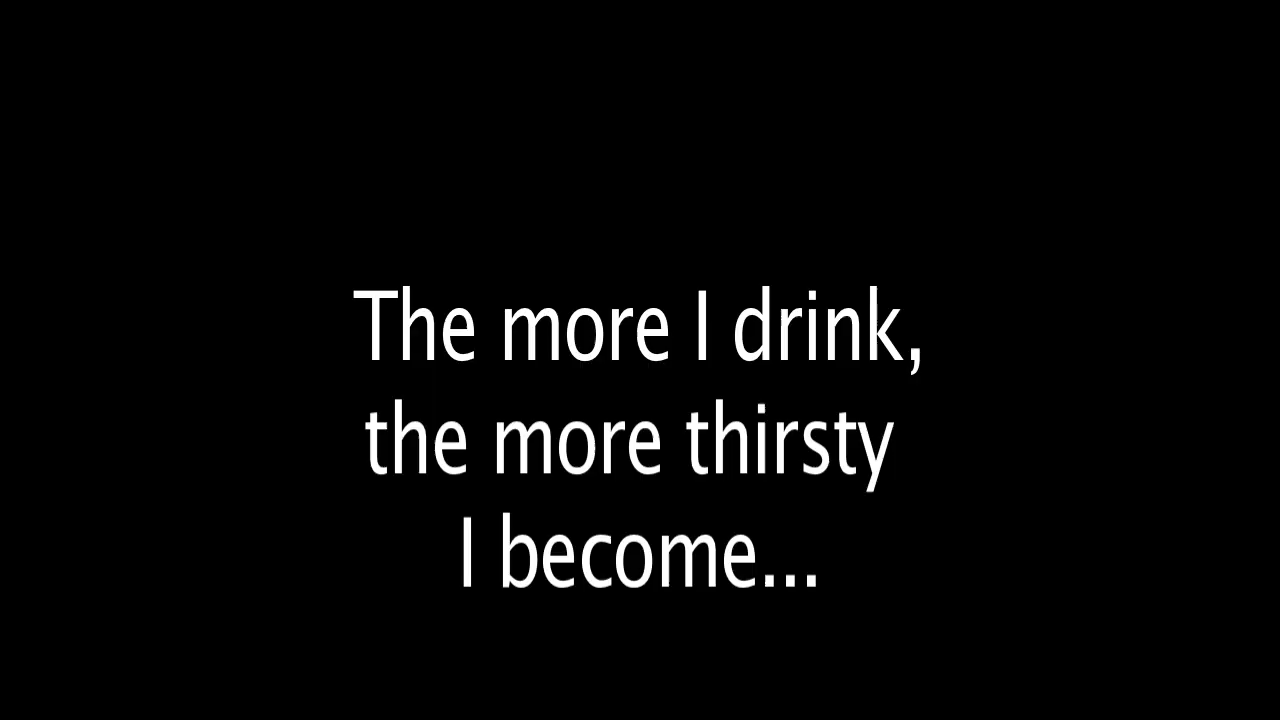 The more I drink,
the more thirsty
I become...